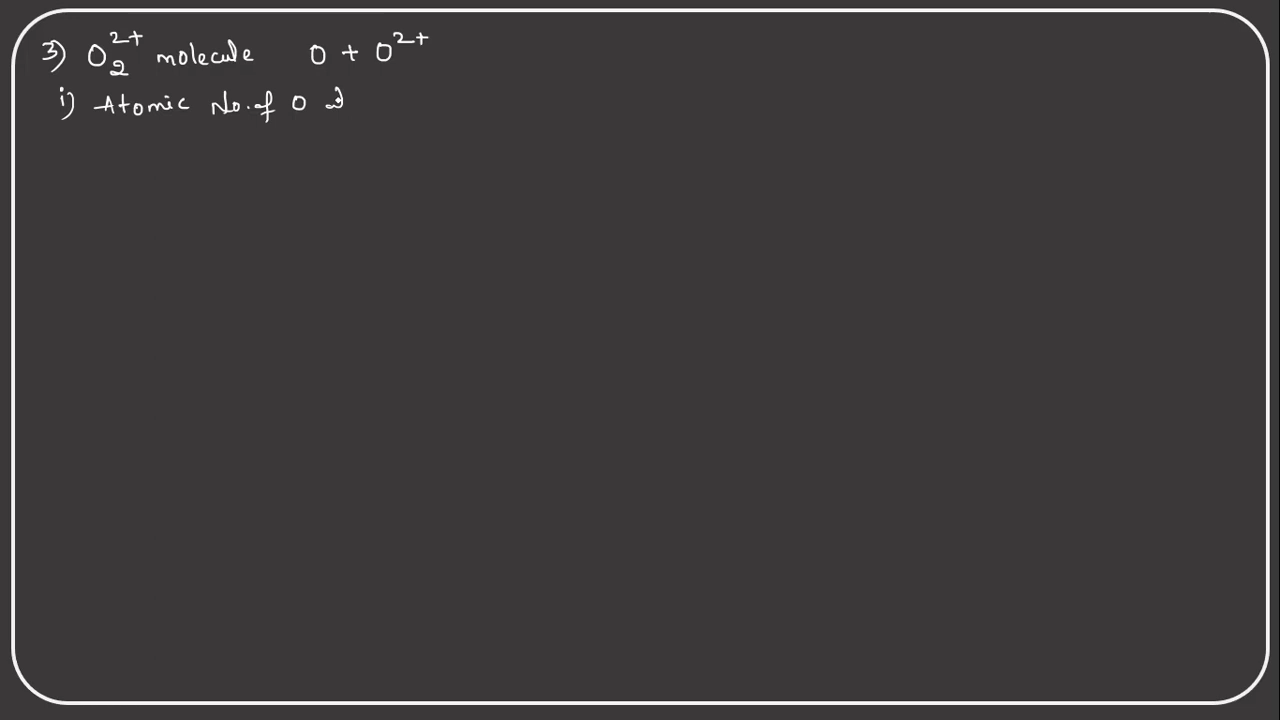 3) O₂²⁺ molecule O + O²⁺
i) Atomic No. of O